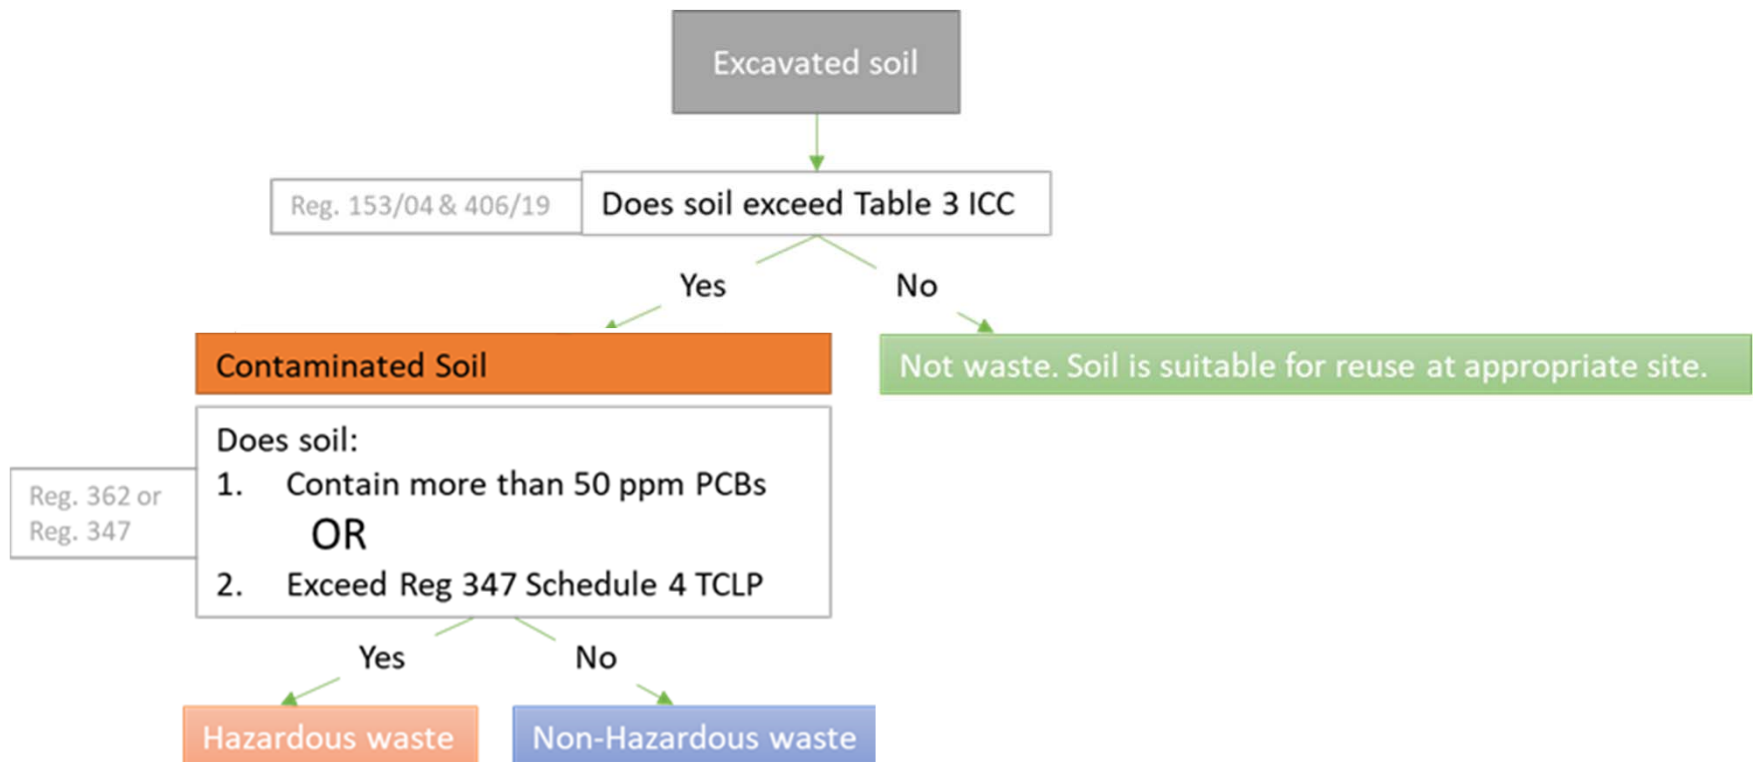 Excavated soil
Reg. 153/04 & 406/19
Does soil exceed Table 3 ICC
Yes
No
Contaminated Soil
Not waste. Soil is suitable for reuse at appropriate site.
Does soil:
1. Contain more than 50 ppm PCBs
OR
2. Exceed Reg 347 Schedule 4 TCLP
Reg. 362 or
Reg. 347
Yes
No
Hazardous waste
Non-Hazardous waste